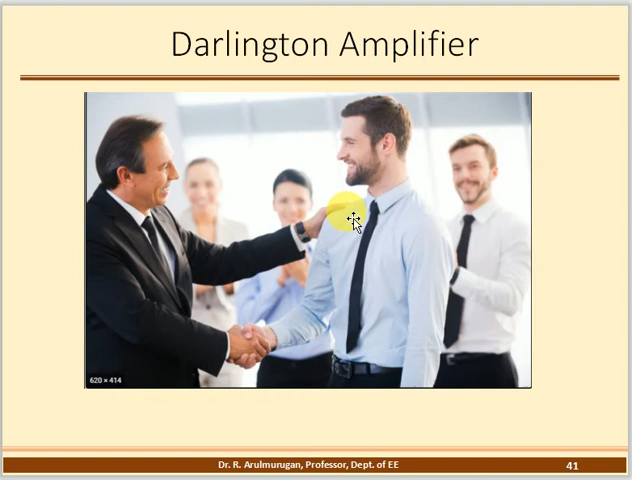 Darlington Amplifier
620 × 414
Dr. R. Arulmurugan, Professor, Dept. of EE
41